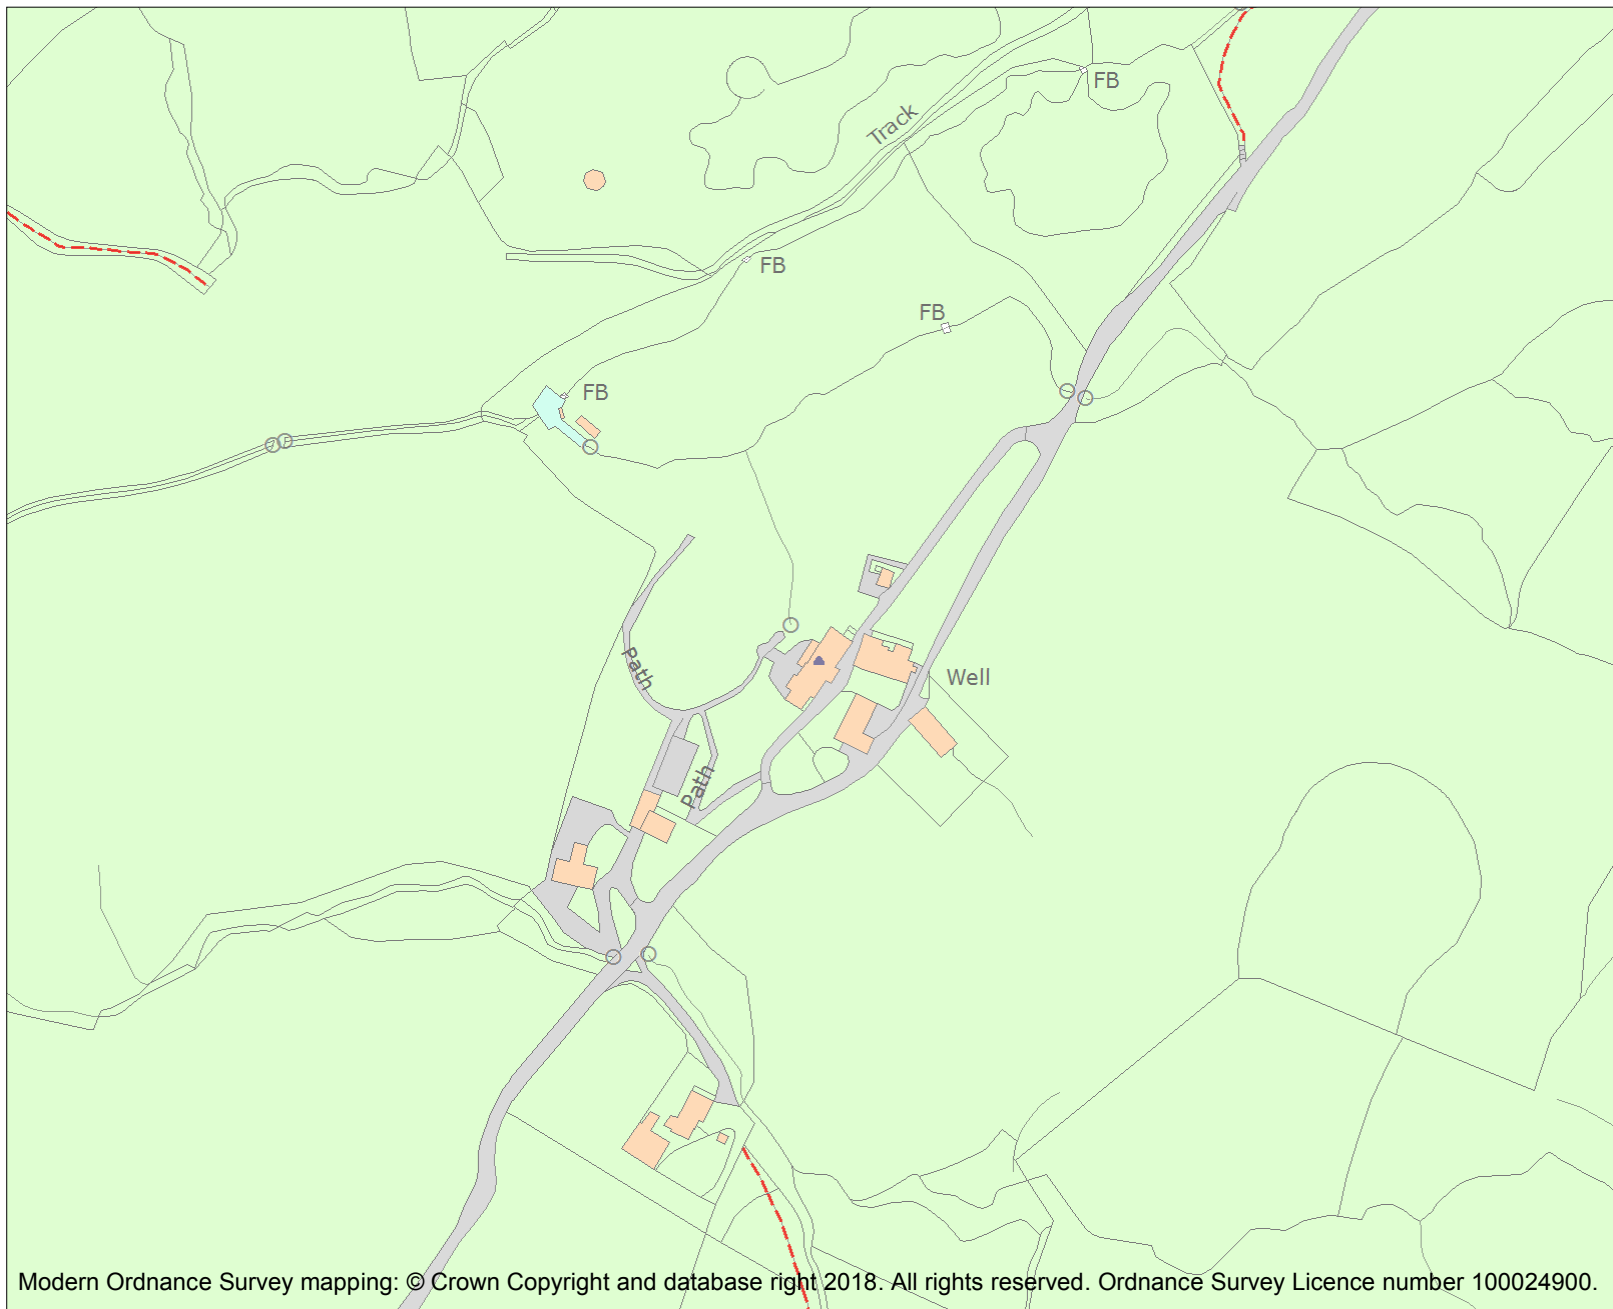 FB
Track
FB
FB
FB
Path
Well
Path
Modern Ordnance Survey mapping: © Crown Copyright and database right 2018. All rights reserved. Ordnance Survey Licence number 100024900.